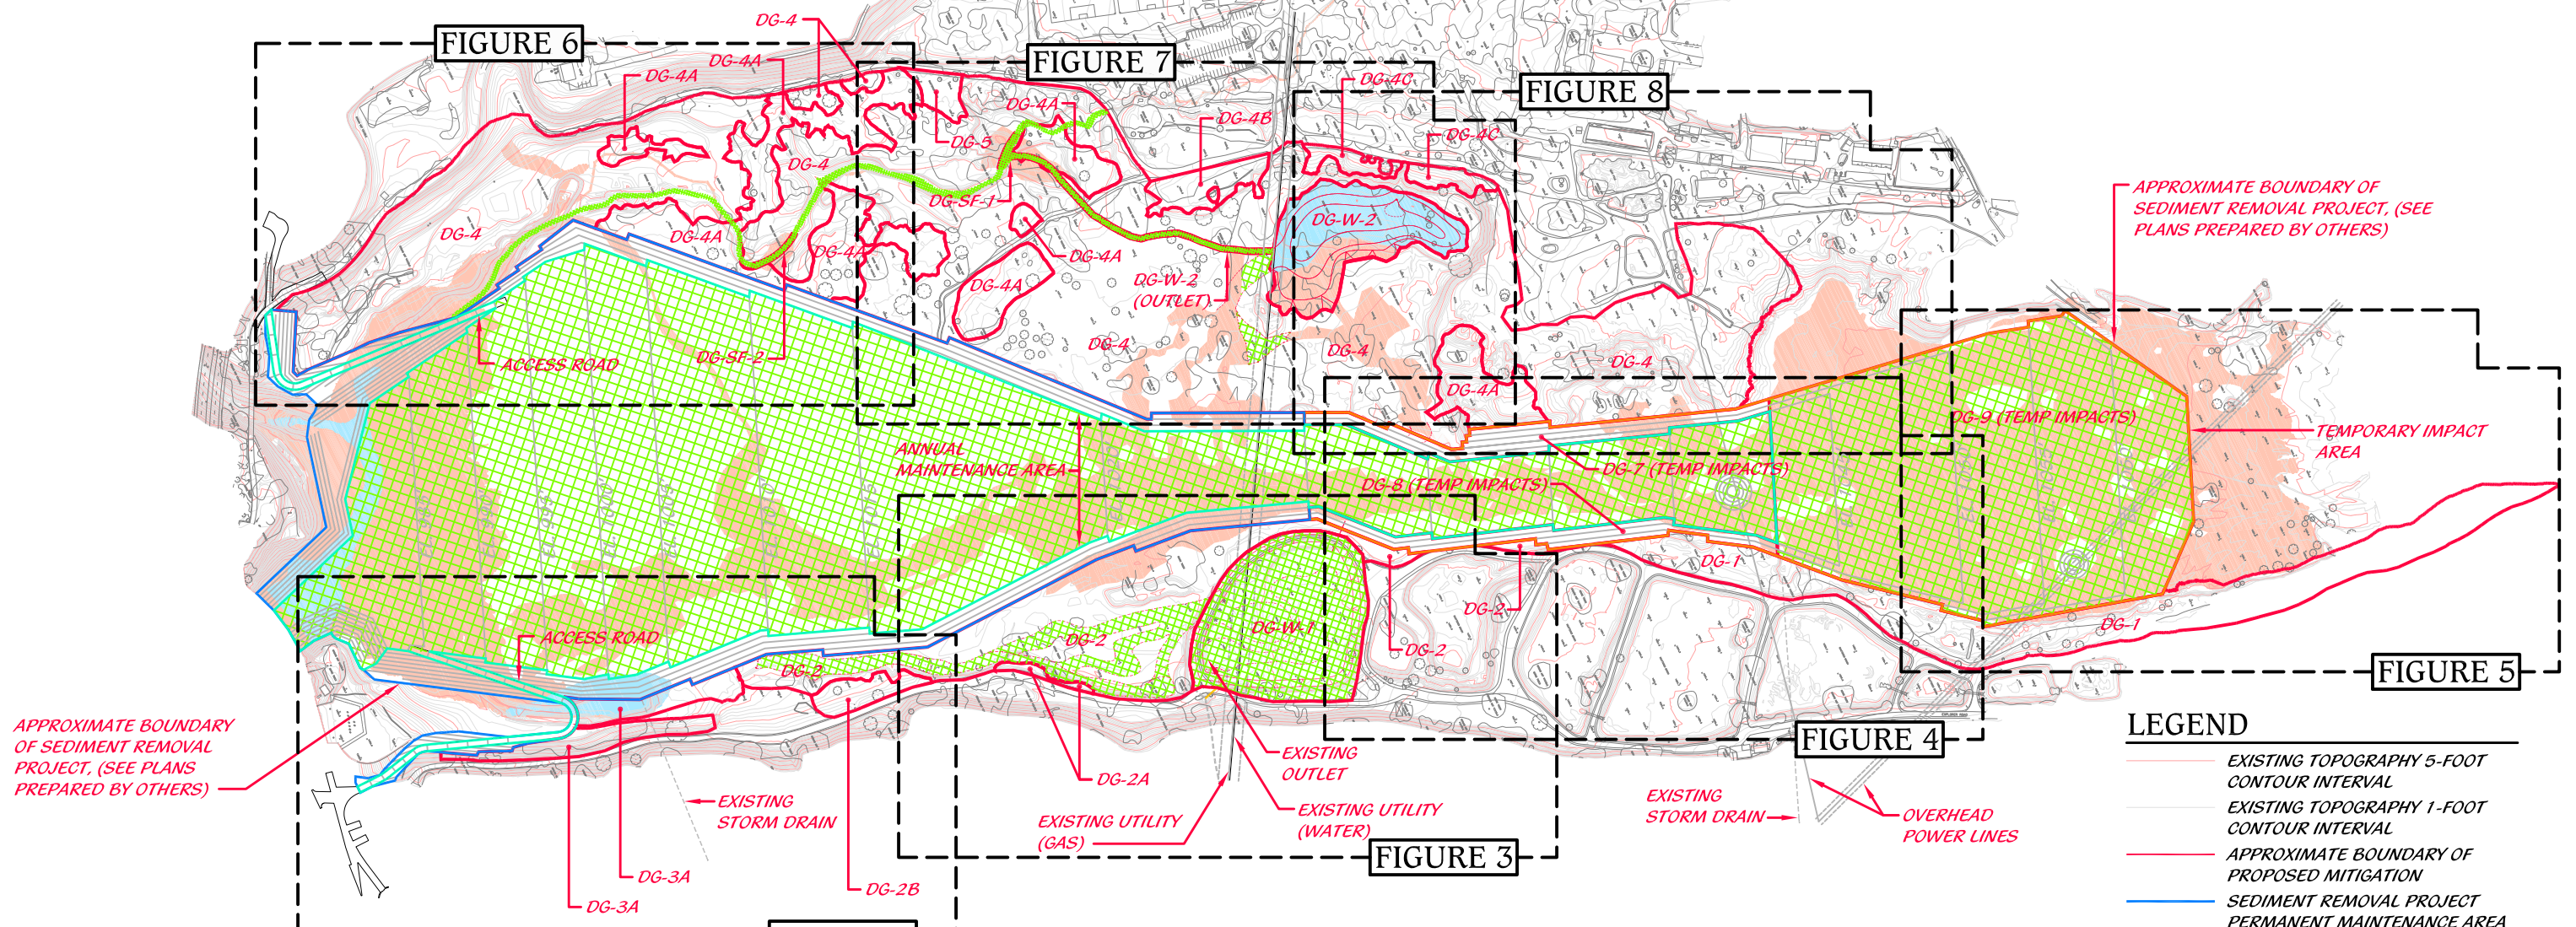 FIGURE 6
DG-4
DG-4A
DG-4A
FIGURE 7
DG-4A
DG-5
DG-4B
DG-4C
DG-4C
FIGURE 8
DG-4
DG-4
DG-4A
DG-4A
DG-SF-1
DG-4A
DG-4A
DG-W-2
(OUTLET)
DG-W-2
DG-SF-2
ACCESS ROAD
DG-4
DG-4
DG-4A
DG-4
APPROXIMATE BOUNDARY OF
SEDIMENT REMOVAL PROJECT, (SEE
PLANS PREPARED BY OTHERS)
DG-9 (TEMP IMPACTS)
TEMPORARY IMPACT
AREA
ANNUAL
MAINTENANCE AREA
DG-7 (TEMP IMPACTS)
DG-8 (TEMP IMPACTS)
EL. 1000
EL. 1005
EL. 1015
DG-1
DG-1
DG-2
DG-2
DG-W-1
DG-2
DG-2
ACCESS ROAD
FIGURE 5
APPROXIMATE BOUNDARY
OF SEDIMENT REMOVAL
PROJECT, (SEE PLANS
PREPARED BY OTHERS)
DG-3A
DG-3A
EXISTING
STORM DRAIN
DG-2B
DG-2A
EXISTING
OUTLET
EXISTING UTILITY
(WATER)
EXISTING UTILITY
(GAS)
FIGURE 3
FIGURE 4
EXISTING
STORM DRAIN
OVERHEAD
POWER LINES
LEGEND
EXISTING TOPOGRAPHY 5-FOOT
CONTOUR INTERVAL
EXISTING TOPOGRAPHY 1-FOOT
CONTOUR INTERVAL
APPROXIMATE BOUNDARY OF
PROPOSED MITIGATION
SEDIMENT REMOVAL PROJECT
PERMANENT MAINTENANCE AREA